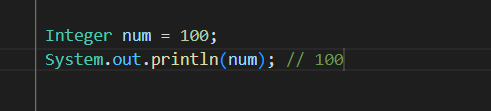 Integer num = 100;
System.out.println(num); // 100